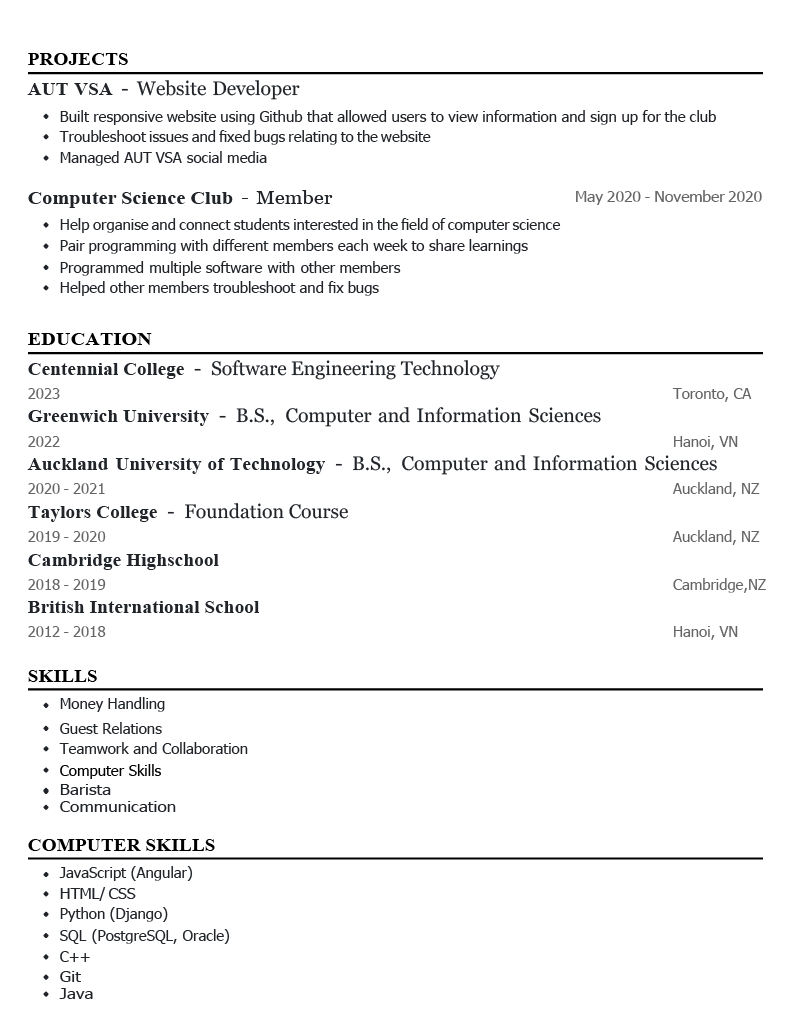 PROJECTS
AUT VSA - Website Developer
• Built responsive website using Github that allowed users to view information and sign up for the club
• Troubleshoot issues and fixed bugs relating to the website
• Managed AUT VSA social media
Computer Science Club - Member May 2020 - November 2020
• Help organise and connect students interested in the field of computer science
• Pair programming with different members each week to share learnings
• Programmed multiple software with other members
• Helped other members troubleshoot and fix bugs
EDUCATION
Centennial College - Software Engineering Technology
2023 Toronto, CA
Greenwich University - B.S., Computer and Information Sciences
2022 Hanoi, VN
Auckland University of Technology - B.S., Computer and Information Sciences
2020 - 2021 Auckland, NZ
Taylors College - Foundation Course
2019 - 2020 Auckland, NZ
Cambridge Highschool
2018 - 2019 Cambridge,NZ
British International School
2012 - 2018 Hanoi, VN
SKILLS
• Money Handling
• Guest Relations
• Teamwork and Collaboration
• Computer Skills
• Barista
• Communication
COMPUTER SKILLS
• JavaScript (Angular)
• HTML/ CSS
• Python (Django)
• SQL (PostgreSQL, Oracle)
• C++
• Git
• Java